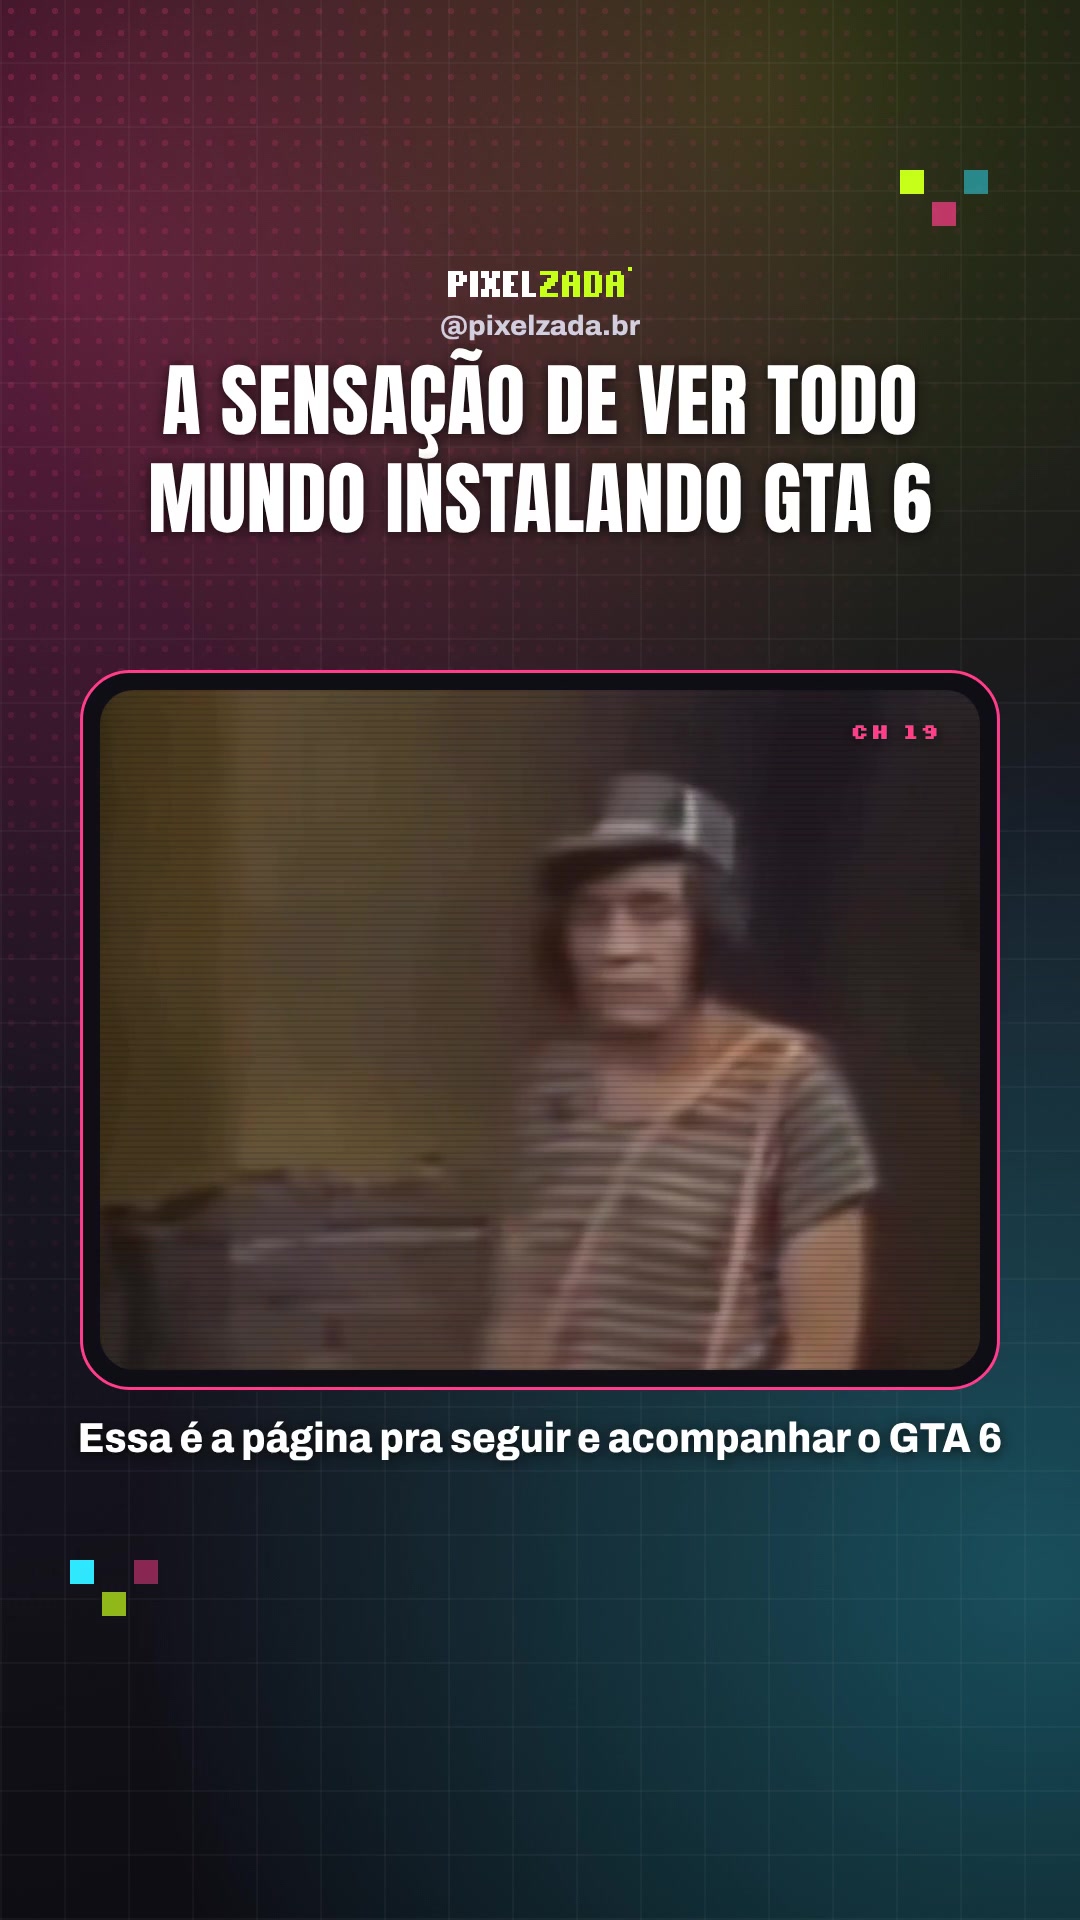 PIXELZADA
@pixelzada.br
A SENSAÇÃO DE VER TODO
MUNDO INSTALANDO GTA 6
CH 19
Essa é a página pra seguir e acompanhar o GTA 6